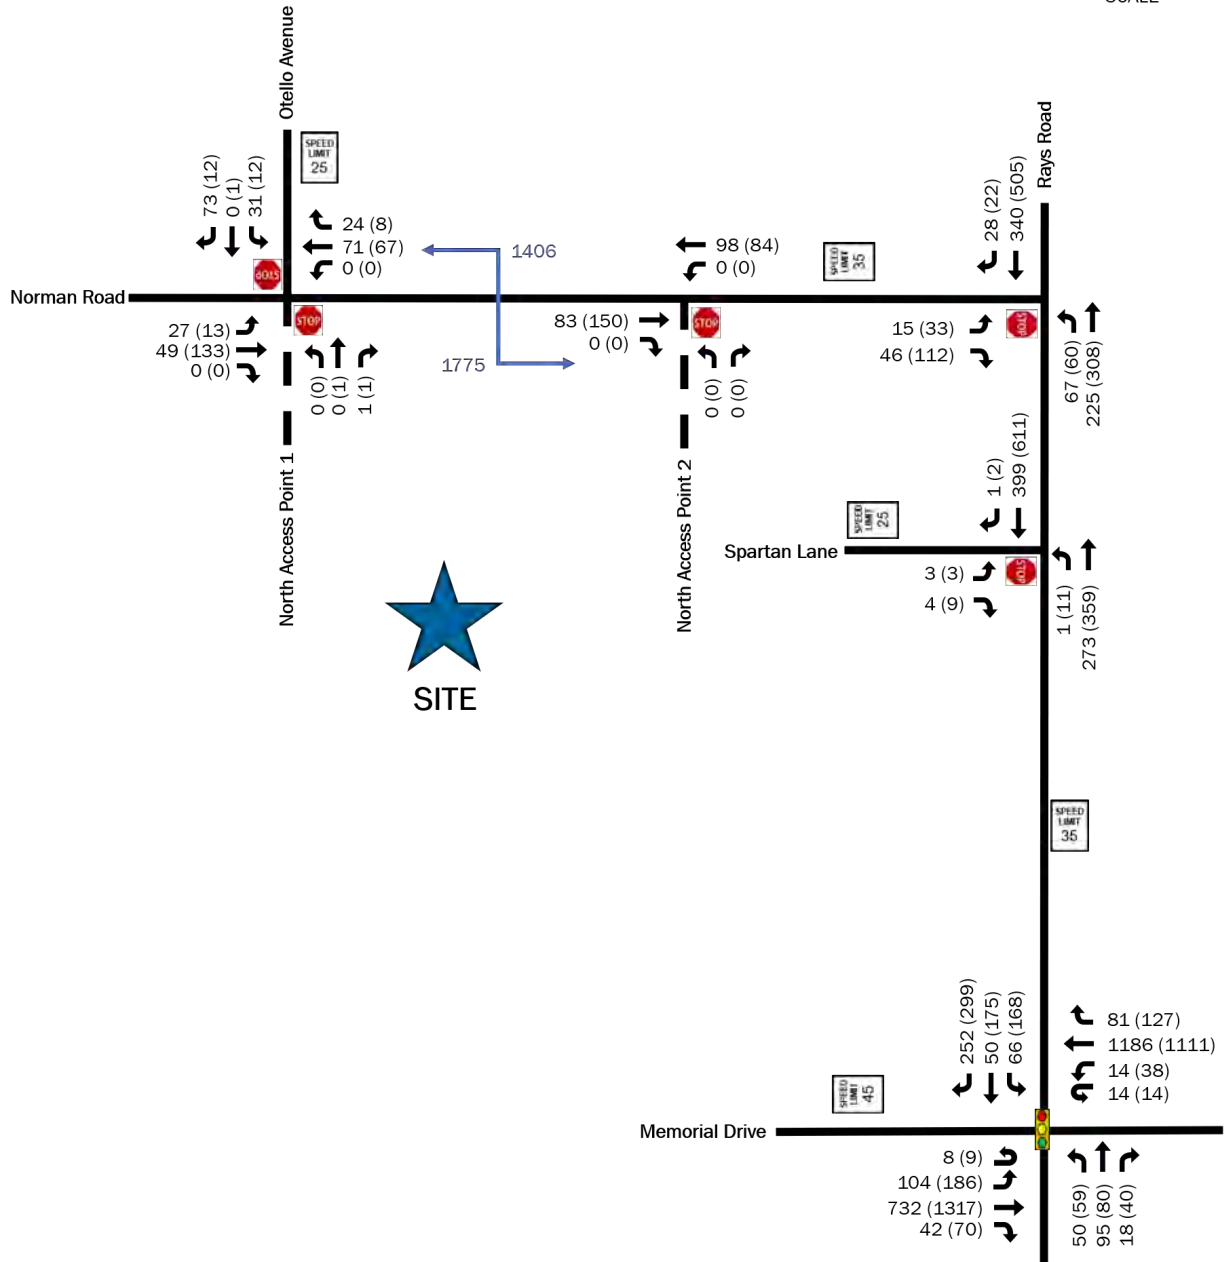 Otello Avenue
SPEED
LIMIT
25
73 (12)
0 (1)
31 (12)
24 (8)
71 (67)
0 (0)
1406
STOP
Norman Road
27 (13)
49 (133)
0 (0)
STOP
0 (0)
0 (1)
1 (1)
North Access Point 1
1775
98 (84)
0 (0)
83 (150)
0 (0)
STOP
0 (0)
0 (0)
North Access Point 2
SPEED
LIMIT
35
Rays Road
28 (22)
340 (505)
15 (33)
46 (112)
STOP
67 (60)
225 (308)
1 (2)
399 (611)
SPEED
LIMIT
25
Spartan Lane
3 (3)
4 (9)
STOP
1 (11)
273 (359)
SITE
SPEED
LIMIT
35
252 (299)
50 (175)
66 (168)
81 (127)
1186 (1111)
14 (38)
14 (14)
SPEED
LIMIT
45
Memorial Drive
8 (9)
104 (186)
732 (1317)
42 (70)
50 (59)
95 (80)
18 (40)